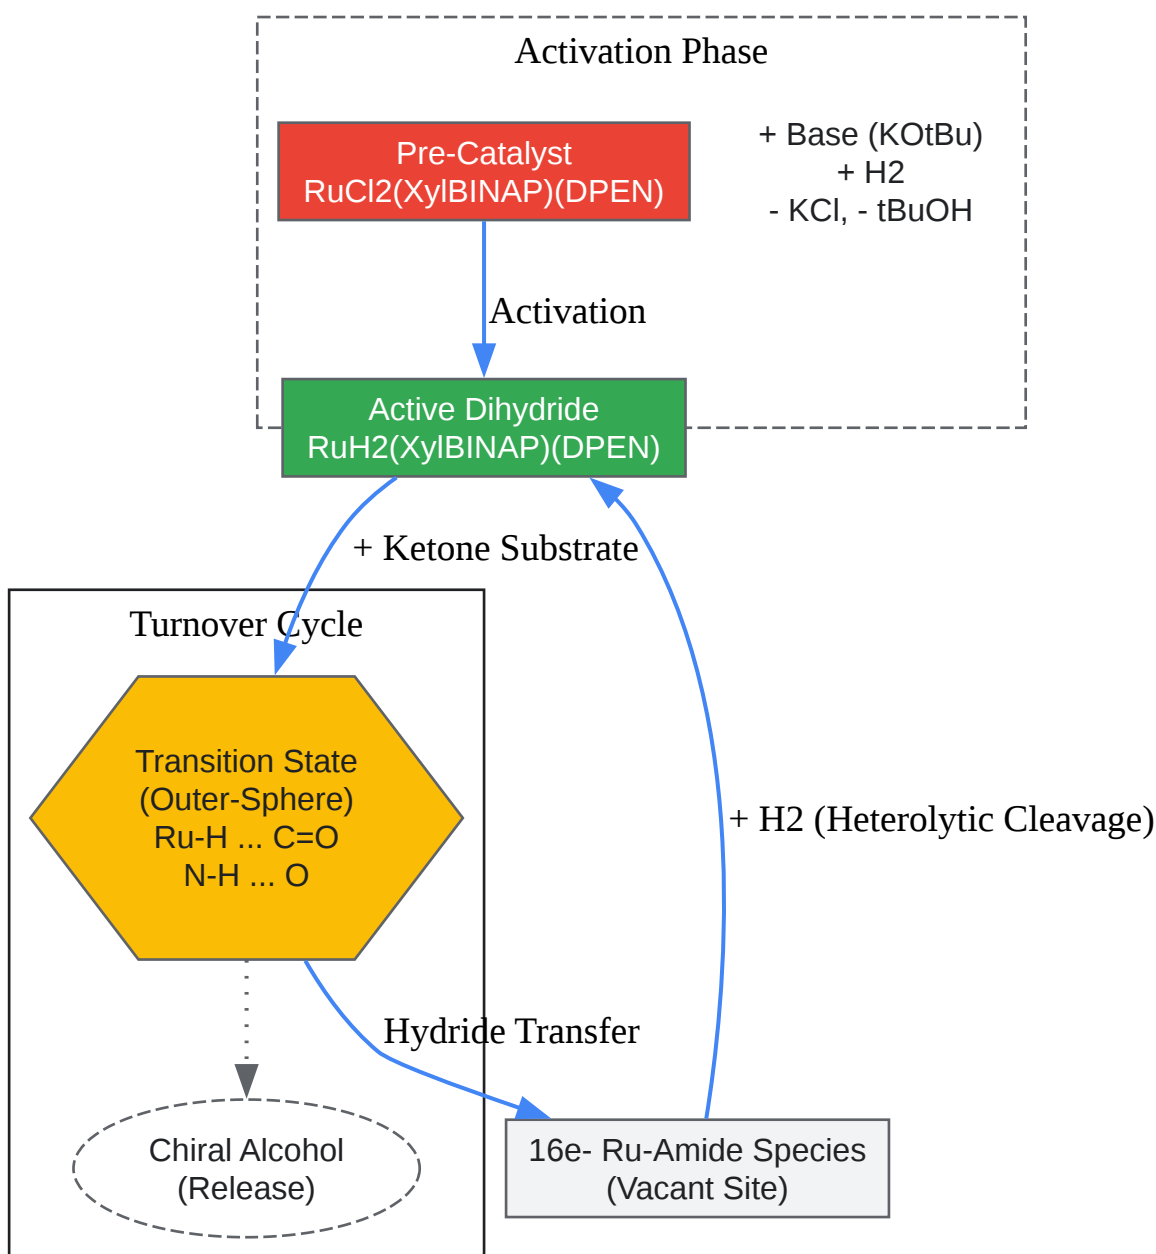 Activation Phase
Pre-Catalyst
RuCl2(XylBINAP)(DPEN)
+ Base (KOtBu)
+ H2
- KCl, - tBuOH
Activation
Active Dihydride
RuH2(XylBINAP)(DPEN)
+ Ketone Substrate
Turnover Cycle
Transition State
(Outer-Sphere)
Ru-H ... C=O
N-H ... O
+ H2 (Heterolytic Cleavage)
Hydride Transfer
Chiral Alcohol
(Release)
16e- Ru-Amide Species
(Vacant Site)